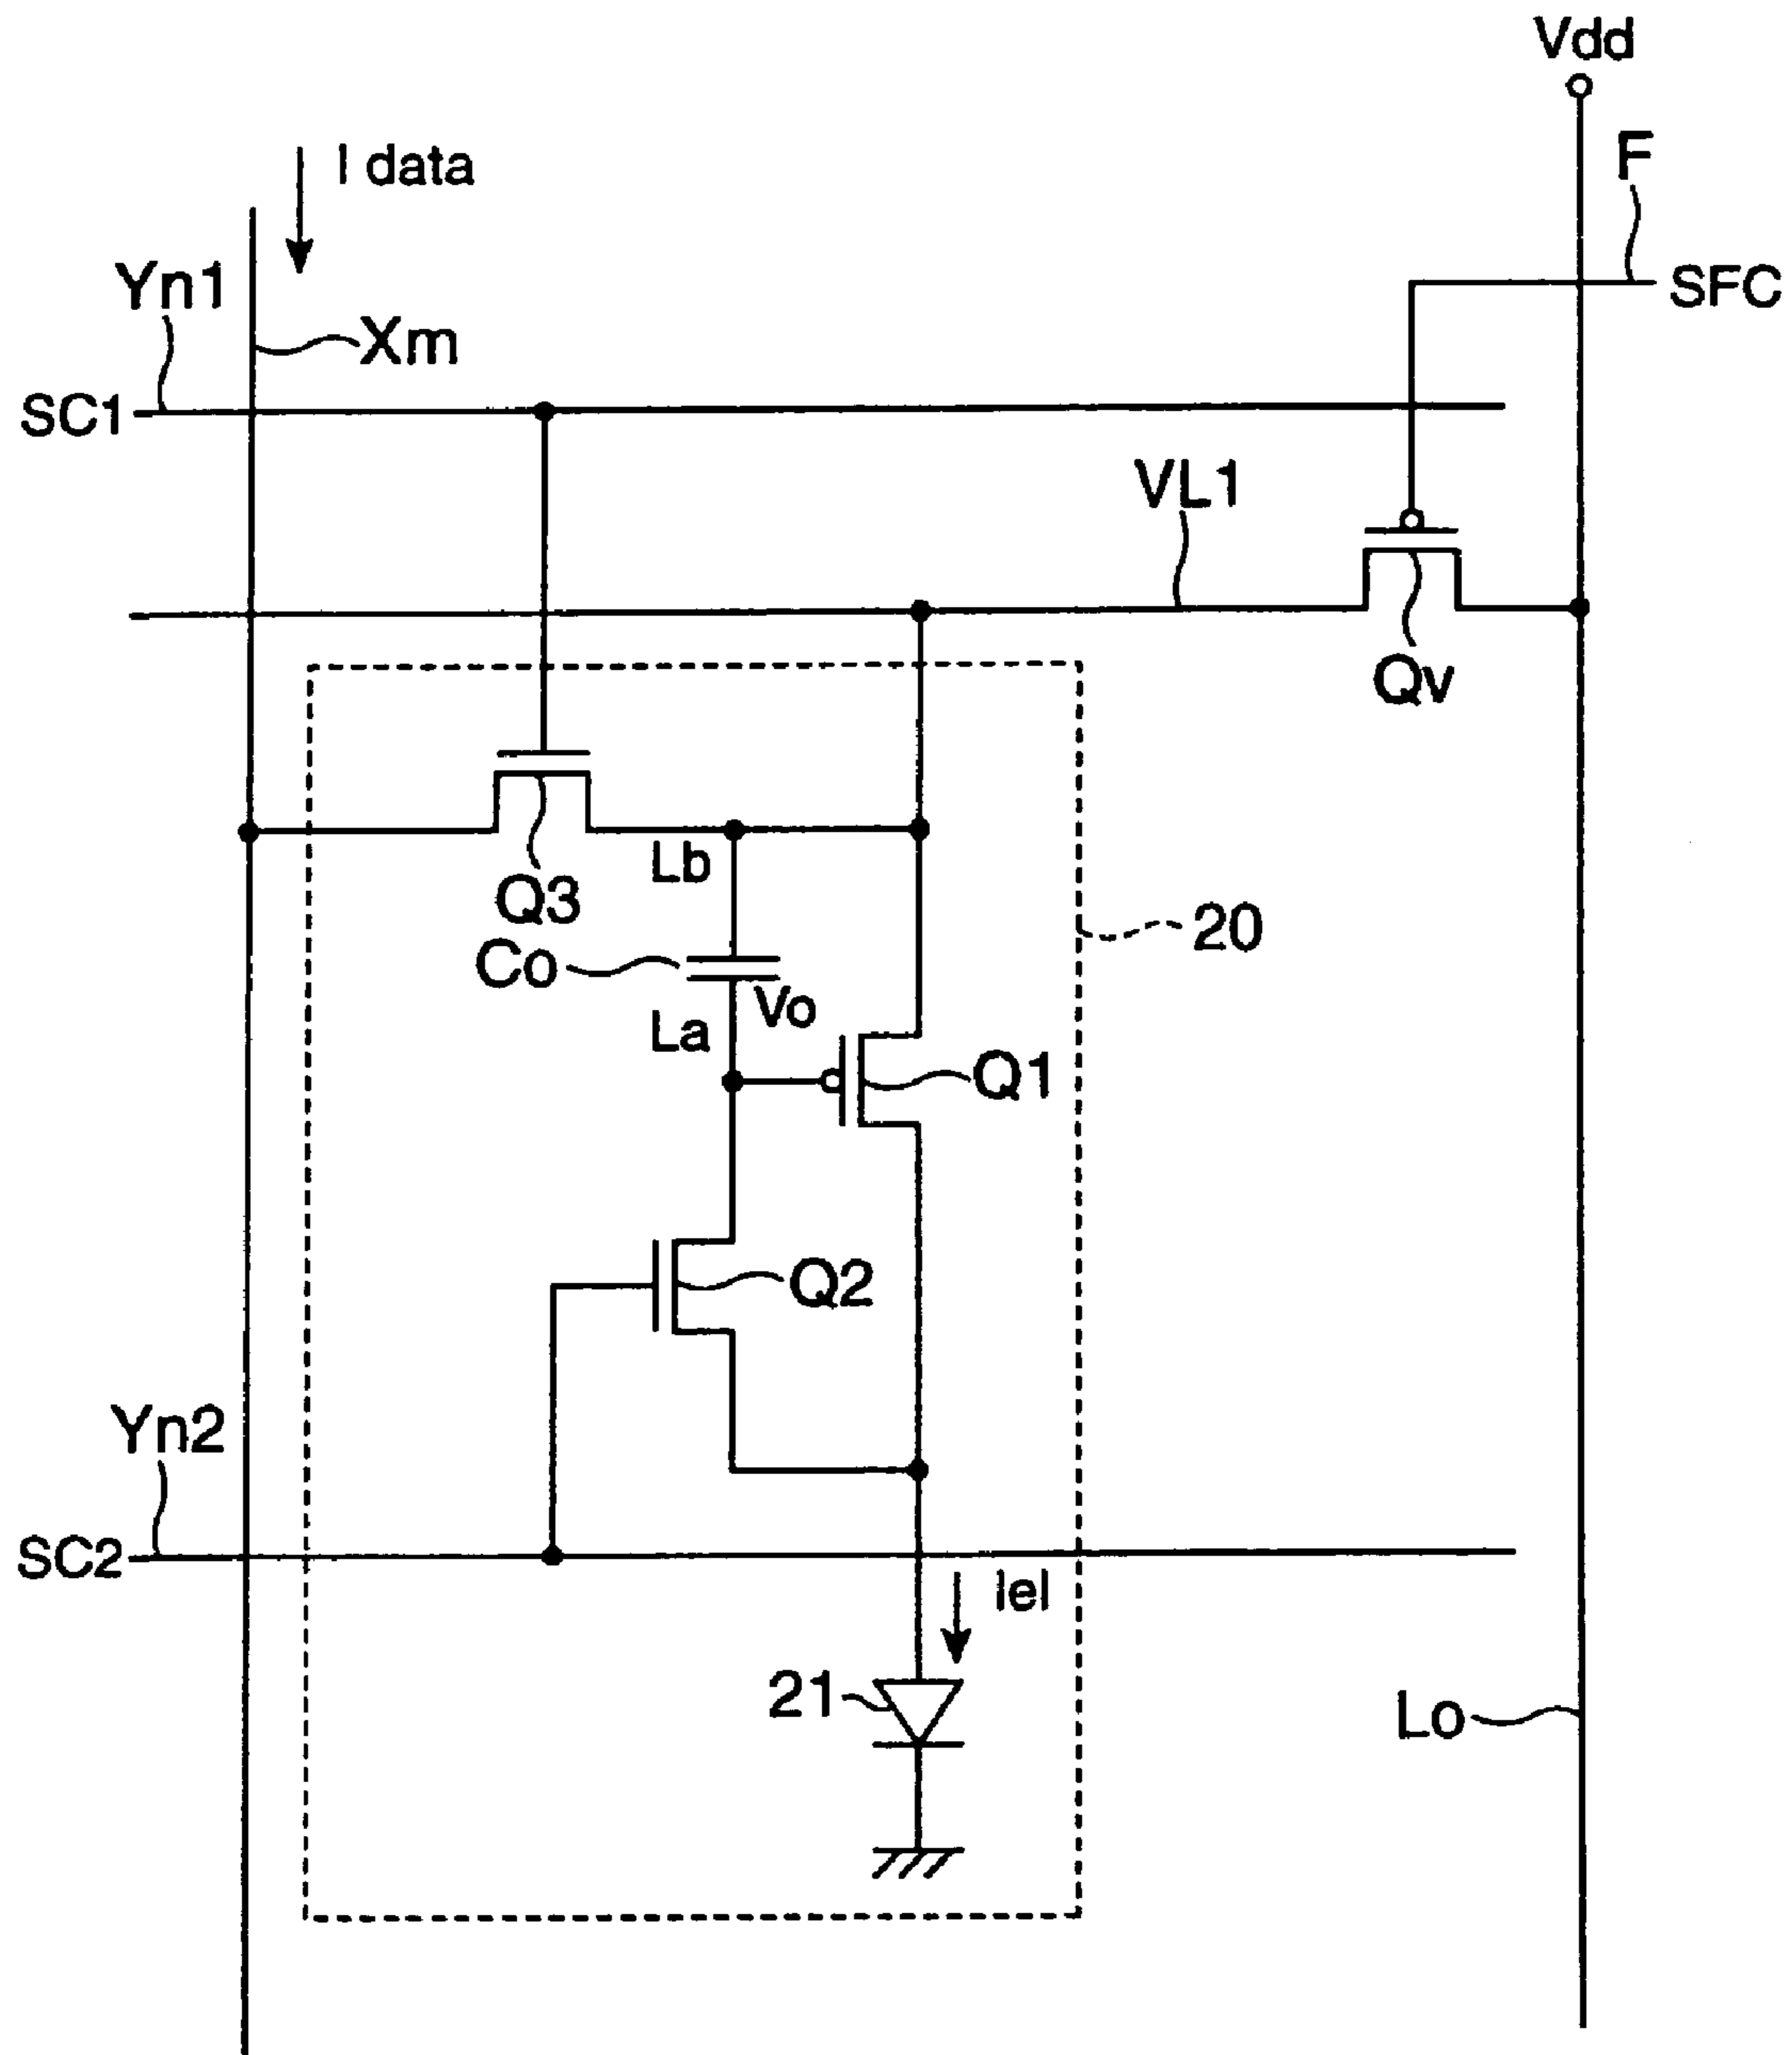 Vdd
I data
F
Yn1
SFC
Xm
SC1
VL1
Qv
Lb
Q3
20
Co
Vo
La
Q1
Q2
Yn2
SC2
Iel
21
Lo